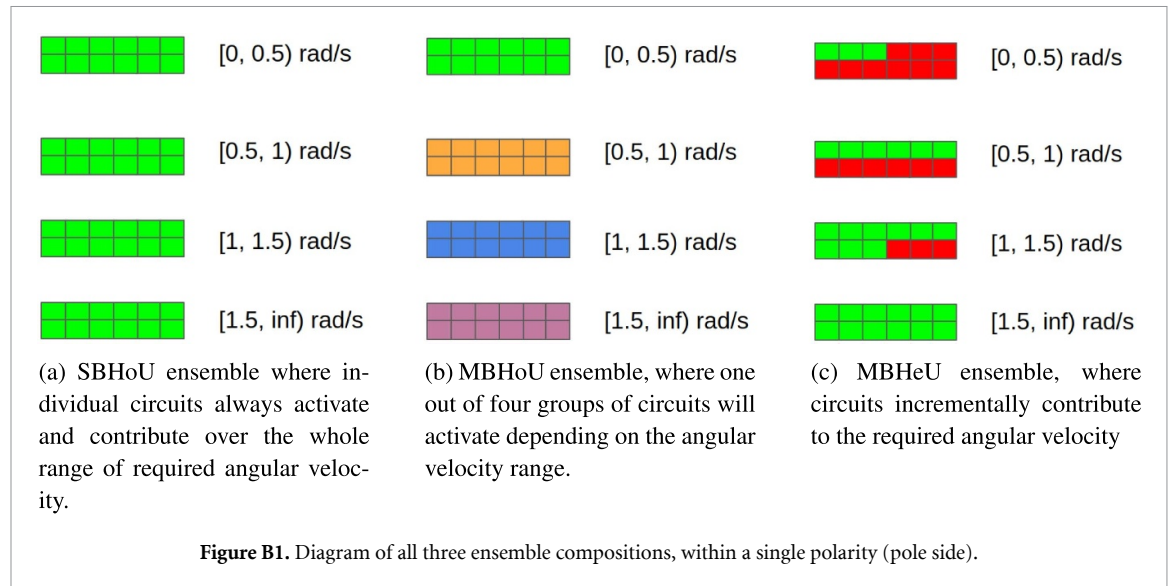 [0, 0.5) rad/s
[0.5, 1) rad/s
[1, 1.5) rad/s
[1.5, inf) rad/s
(a) SBHoU ensemble where in-
dividual circuits always activate
and contribute over the whole
range of required angular veloc-
ity.
[0, 0.5) rad/s
[0.5, 1) rad/s
[1, 1.5) rad/s
[1.5, inf) rad/s
(b) MBHoU ensemble, where one
out of four groups of circuits will
activate depending on the angular
velocity range.
[0, 0.5) rad/s
[0.5, 1) rad/s
[1, 1.5) rad/s
[1.5, inf) rad/s
(c) MBHeU ensemble, where
circuits incrementally contribute
to the required angular velocity
Figure B1. Diagram of all three ensemble compositions, within a single polarity (pole side).